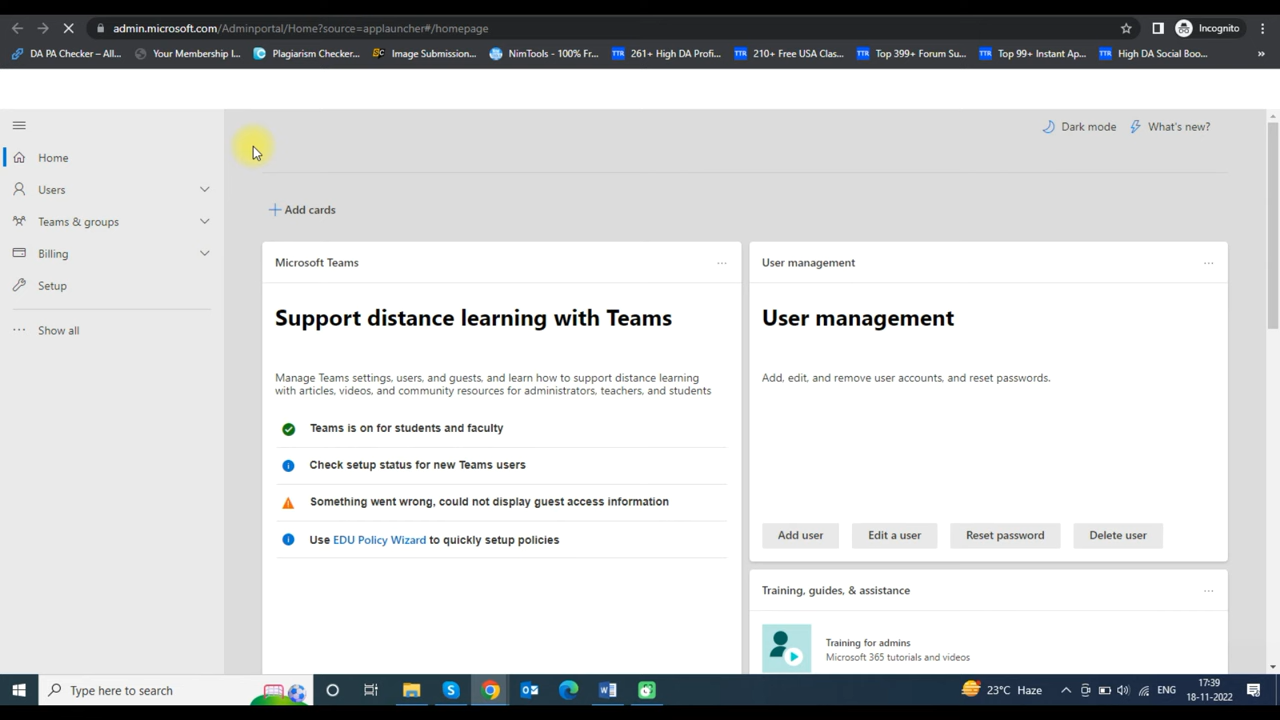 admin.microsoft.com/Adminportal/Home?source=applauncher#/homepage
Incognito
DA PA Checker – All...
Your Membership I...
Plagiarism Checker...
Image Submission...
NimTools - 100% Fr...
261+ High DA Profi...
210+ Free USA Clas...
Top 399+ Forum Su...
Top 99+ Instant Ap...
High DA Social Boo...
»
Dark mode
What's new?
Home
Users
Teams & groups
Billing
Setup
Show all
Add cards
Microsoft Teams
Support distance learning with Teams
Manage Teams settings, users, and guests, and learn how to support distance learning
with articles, videos, and community resources for administrators, teachers, and students
Teams is on for students and faculty
Check setup status for new Teams users
Something went wrong, could not display guest access information
Use EDU Policy Wizard to quickly setup policies
User management
User management
Add, edit, and remove user accounts, and reset passwords.
Add user
Edit a user
Reset password
Delete user
Training, guides, & assistance
Training for admins
Microsoft 365 tutorials and videos
Type here to search
23°C Haze
ENG
17:39
18-11-2022